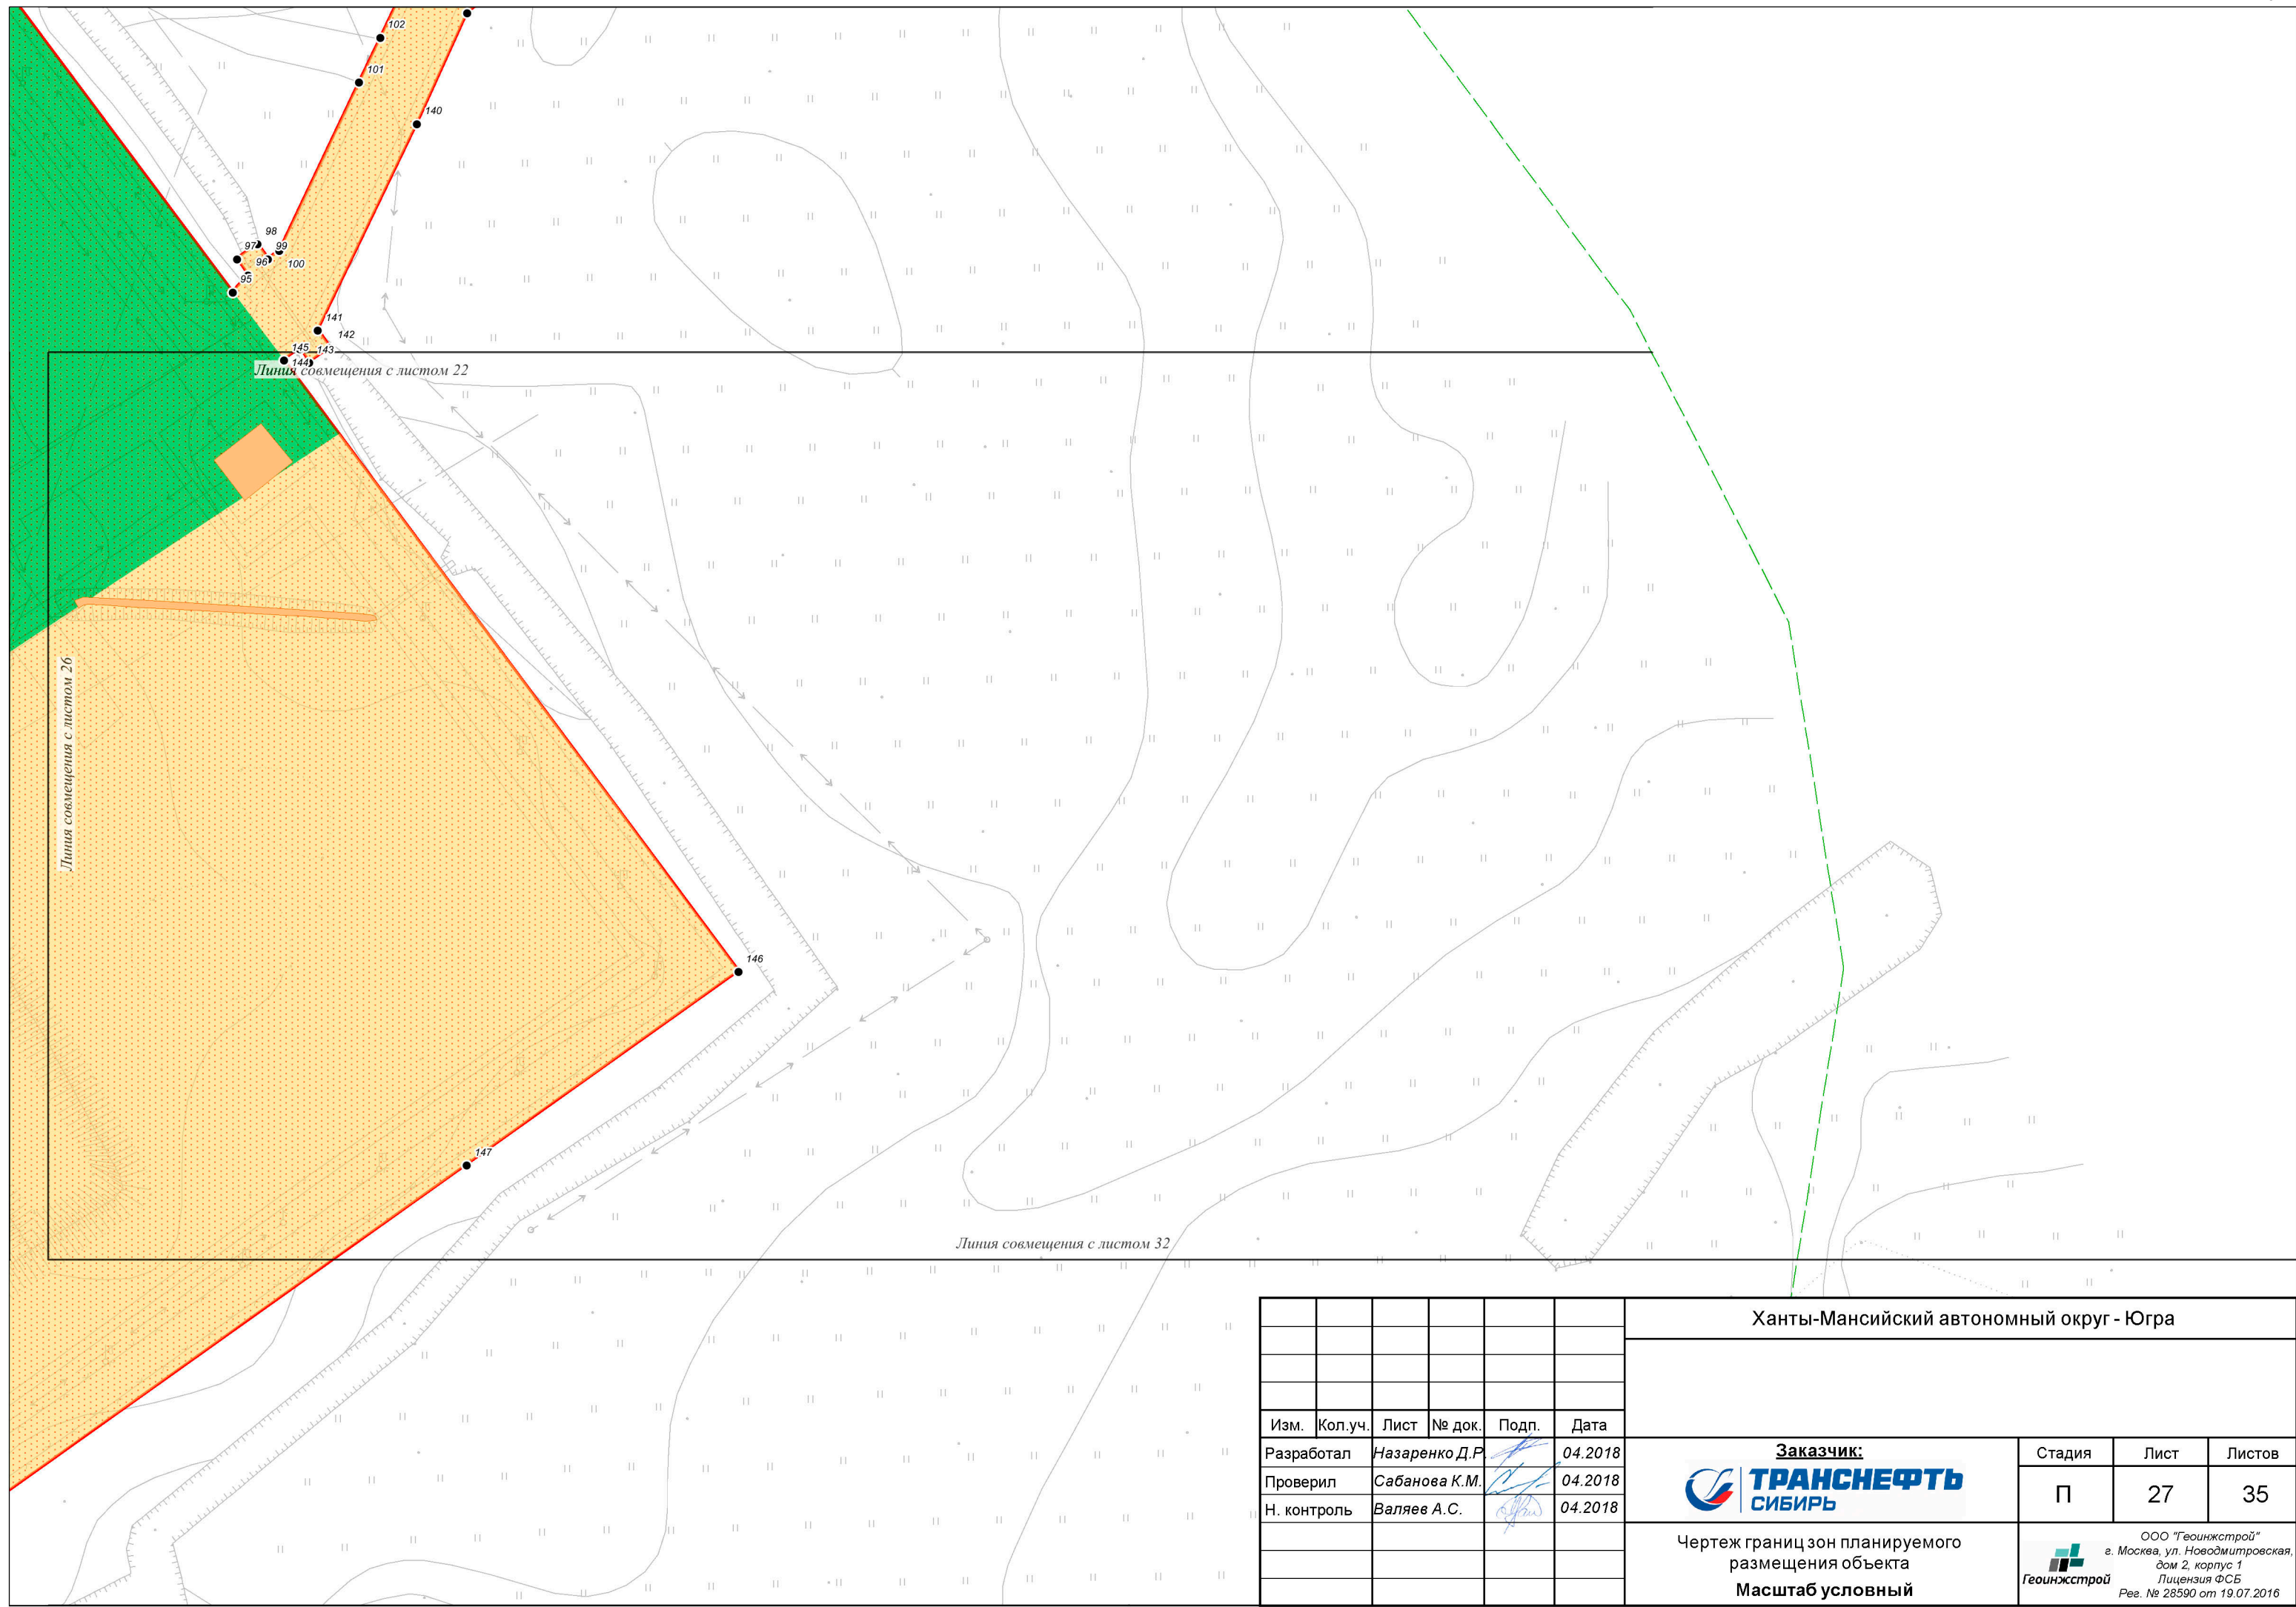 102
101
140
98
97
99
96
100
95
141
142
145
143
144
Линия совмещения с листом 22
Линия совмещения с листом 26
146
147
Линия совмещения с листом 32
Ханты-Мансийский автономный округ - Югра
Изм. Кол.уч. Лист № док. Подп. Дата
Разработал Назаренко Д.Р. 04.2018
Проверил Сабанова К.М. 04.2018
Н. контроль Валяев А.С. 04.2018
Заказчик:
ТРАНСНЕФТЬ
СИБИРЬ
Стадия Лист Листов
П 27 35
Чертеж границ зон планируемого
размещения объекта
Масштаб условный
Геоинжстрой
ООО "Геоинжстрой"
г. Москва, ул. Новодмитровская,
дом 2, корпус 1
Лицензия ФСБ
Рег. № 28590 от 19.07.2016